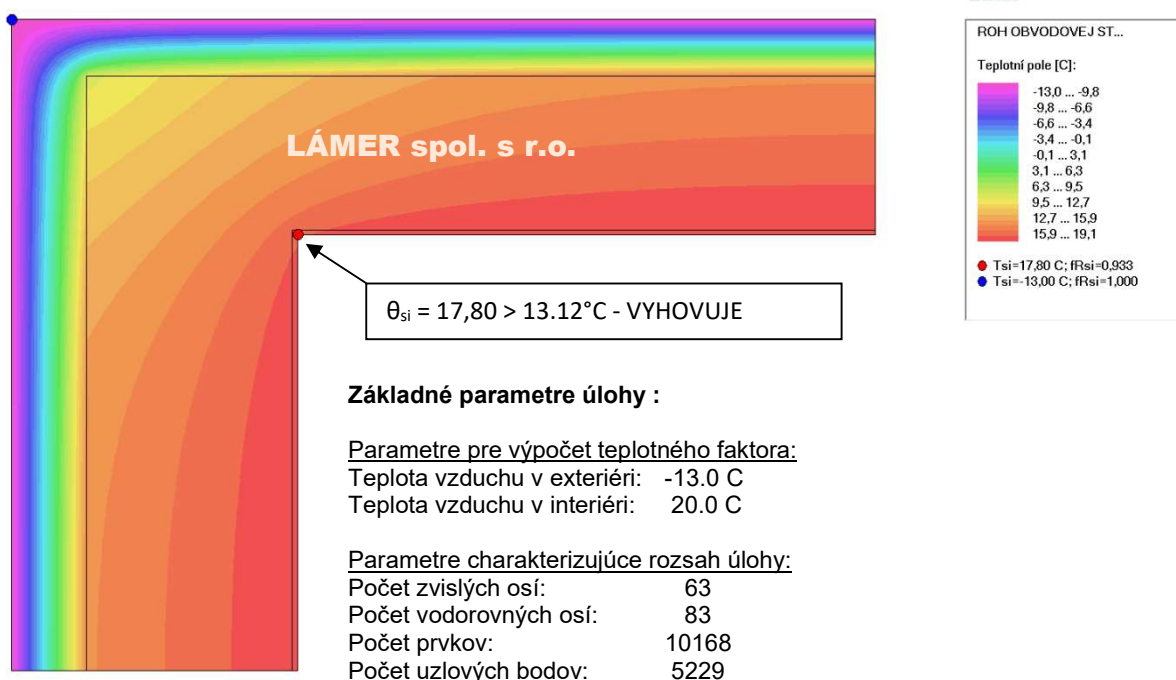 LÁMER spol. s r.o.
θsi = 17,80 > 13.12°C - VYHOVUJE
ROH OBVODOVEJ ST...
Teplotní pole [C]:
-13,0 ... -9,8
-9,8 ... -6,6
-6,6 ... -3,4
-3,4 ... -0,1
-0,1 ... 3,1
3,1 ... 6,3
6,3 ... 9,5
9,5 ... 12,7
12,7 ... 15,9
15,9 ... 19,1
Tsi=17,80 C; fRsi=0,933
Tsi=-13,00 C; fRsi=1,000
Základné parametre úlohy :
Parametre pre výpočet teplotného faktora:
Teplota vzduchu v exteriéri: -13.0 C
Teplota vzduchu v interiéri: 20.0 C
Parametre charakterizujúce rozsah úlohy:
Počet zvislých osí: 63
Počet vodorovných osí: 83
Počet prvkov: 10168
Počet uzlových bodov: 5229